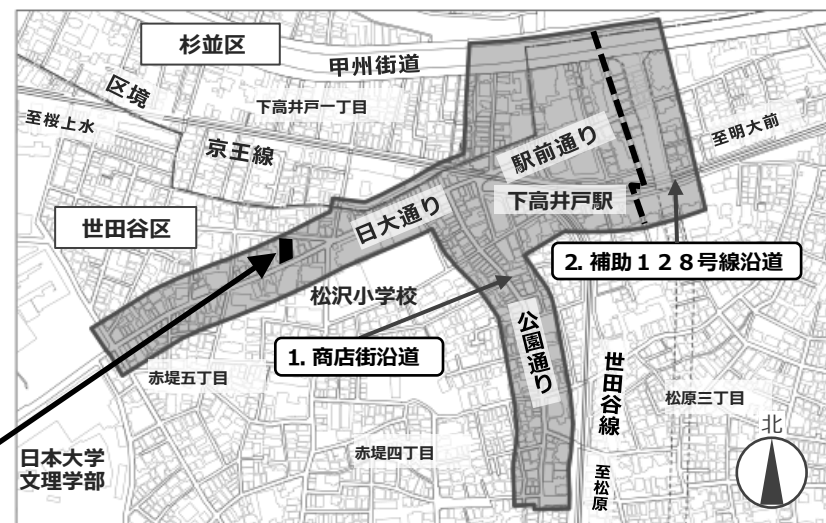 杉並区
甲州街道
区境
下高井戸一丁目
至桜上水
京王線
駅前通り
至明大前
下高井戸駅
日大通り
世田谷区
2. 補助128号線沿道
松沢小学校
1. 商店街沿道
公園通り
世田谷線
赤堤五丁目
松原三丁目
赤堤四丁目
北
日本大学
文理学部
至松原